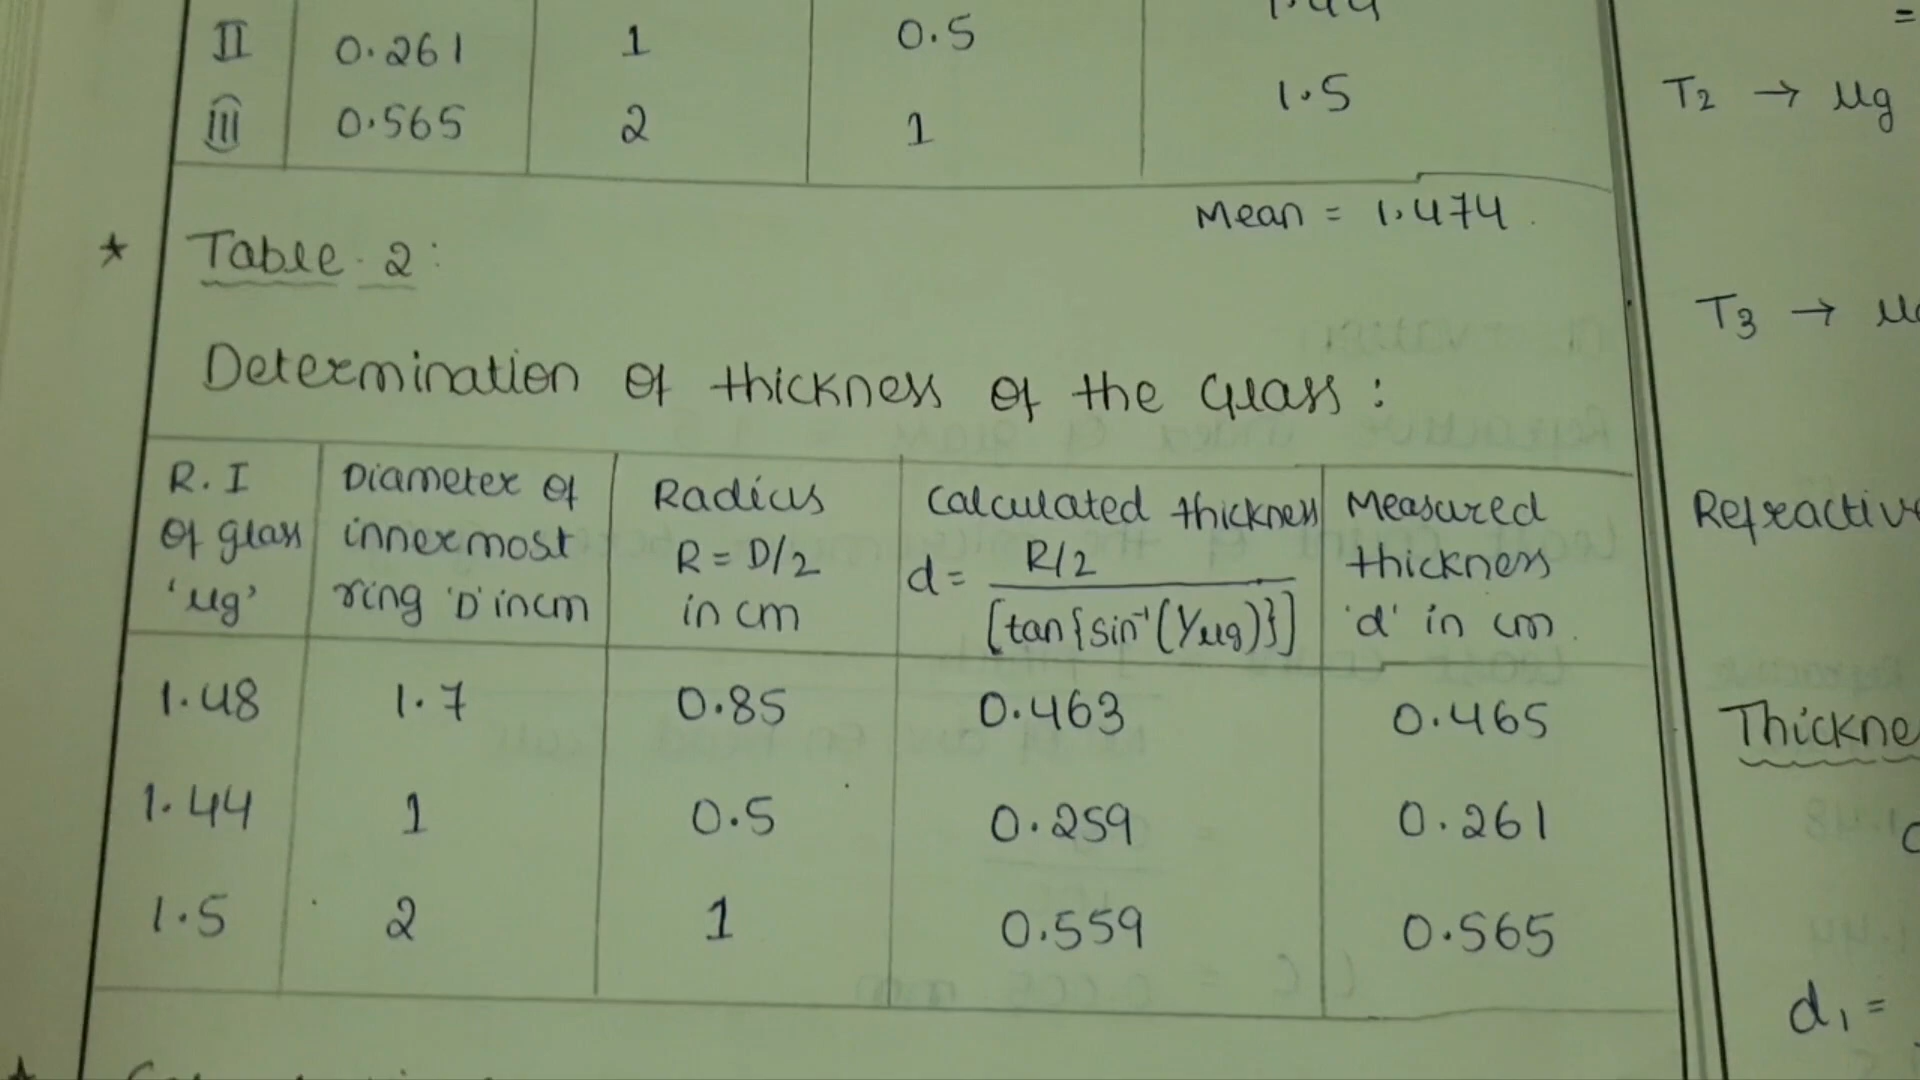 II 0.261 1 0.5 1.44
III 0.565 2 1 1.5
Mean = 1.474
Table 2:
Determination of thickness of the Glass:
R.I of glass 'μg' | Diameter of innermost ring 'D' in cm | Radius R = D/2 in cm | Calculated thickness d = R/2 / [tan{sin⁻¹(1/μg)}] | Measured thickness 'd' in cm
1.48 1.7 0.85 0.463 0.465
1.44 1 0.5 0.259 0.261
1.5 2 1 0.559 0.565
=
T2 → μg
T3 → μ
Refractive
Thickne
d1 =